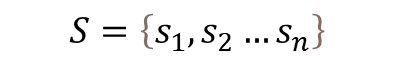 S = {s₁, s₂ … sₙ}